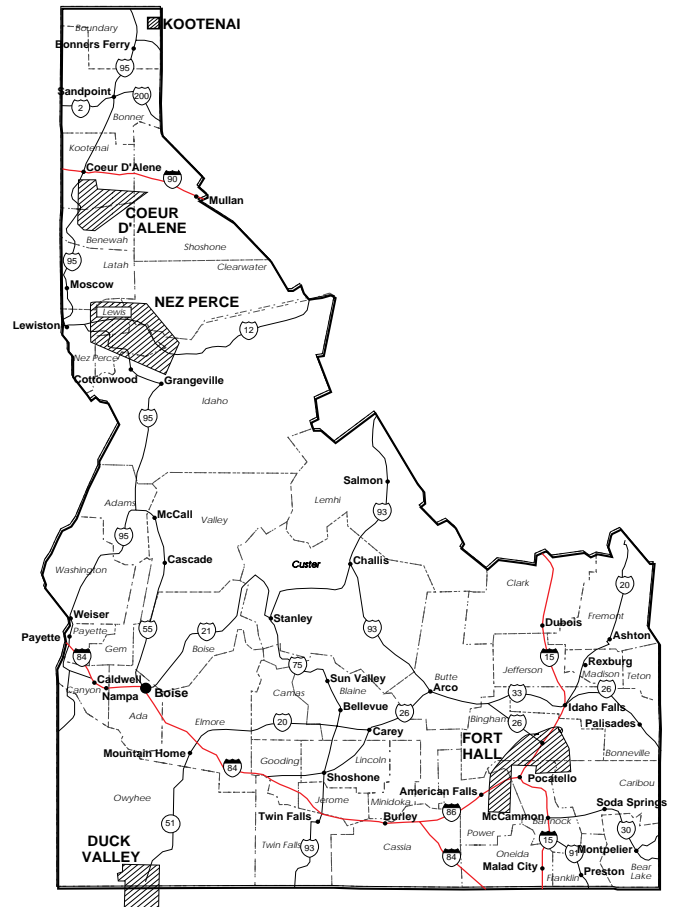 Boundary
KOOTENAI
Bonners Ferry
95
Sandpoint
2
200
Bonner
Kootenai
Coeur D'Alene
90
Mullan
COEUR
D' ALENE
Benewah
Shoshone
95
Latah
Clearwater
Moscow
NEZ PERCE
Lewis
Lewiston
12
Nez Perce
Cottonwood
Grangeville
Idaho
95
Salmon
Adams
Lemhi
McCall
Valley
93
95
Cascade
Custer
Challis
Washington
Clark
20
Weiser
Stanley
Fremont
Payette
Payette
55
21
93
Dubois
Ashton
Gem
Boise
84
15
Rexburg
75
Jefferson
Madison
Teton
Caldwell
Sun Valley
Butte
Canyon
Nampa
Boise
Camas
Blaine
Arco
33
26
Idaho Falls
Bellevue
26
Ada
Elmore
20
Bingham
26
Palisades
Carey
FORT
HALL
Mountain Home
Lincoln
Bonneville
84
Gooding
Shoshone
Pocatello
Caribou
Owyhee
American Falls
Jerome
Minidoka
86
Soda Springs
51
Twin Falls
Burley
McCammon
Bannock
Power
30
DUCK
VALLEY
Twin Falls
93
Cassia
84
Oneida
15
91
Montpelier
Malad City
Preston
Bear
Lake
Franklin